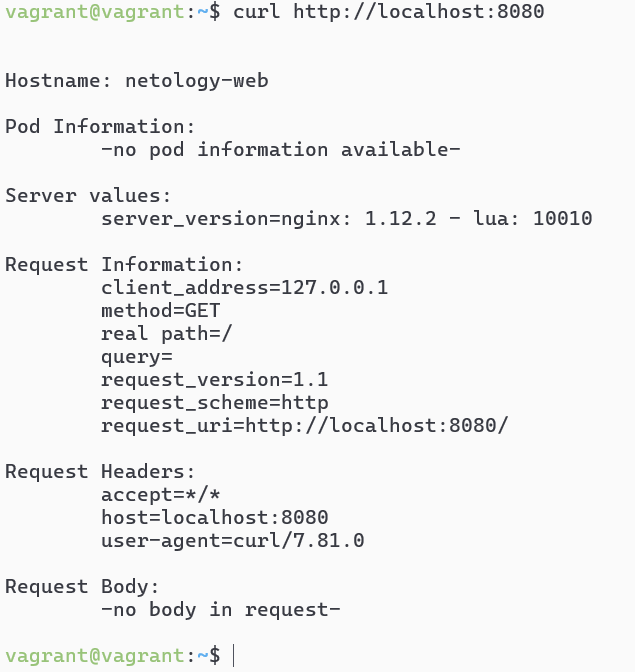 vagrant@vagrant:~$ curl http://localhost:8080
Hostname: netology-web
Pod Information:
-no pod information available-
Server values:
server_version=nginx: 1.12.2 - lua: 10010
Request Information:
client_address=127.0.0.1
method=GET
real path=/
query=
request_version=1.1
request_scheme=http
request_uri=http://localhost:8080/
Request Headers:
accept=*/*
host=localhost:8080
user-agent=curl/7.81.0
Request Body:
-no body in request-
vagrant@vagrant:~$